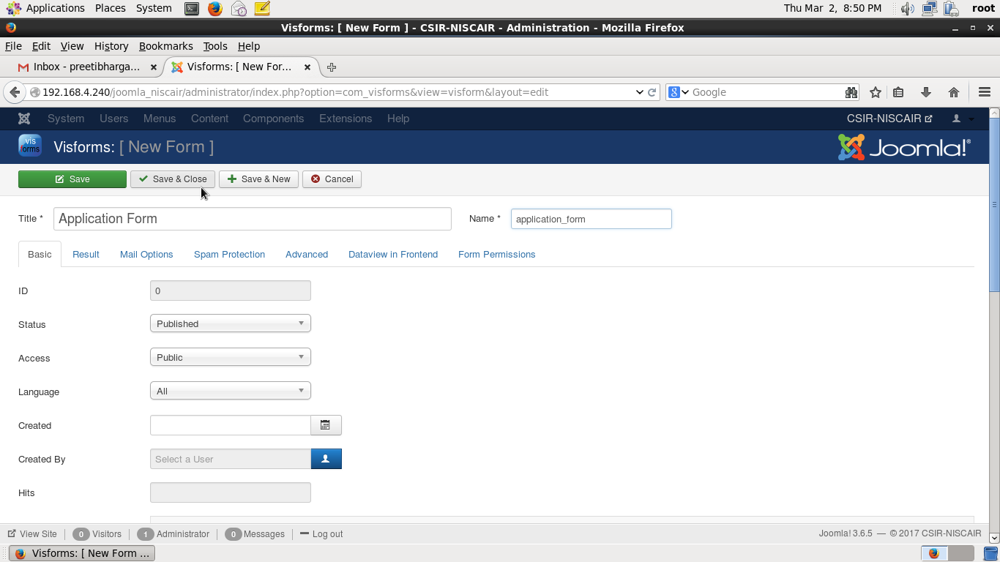 Applications Places System Thu Mar 2, 8:50 PM root
Visforms: [ New Form ] - CSIR-NISCAIR - Administration - Mozilla Firefox
File Edit View History Bookmarks Tools Help
Inbox - preetibharga... Visforms: [ New For...
192.168.4.240/joomla_niscair/administrator/index.php?option=com_visforms&view=visform&layout=edit Google
System Users Menus Content Components Extensions Help CSIR-NISCAIR
vis forms Visforms: [ New Form ] Joomla!®
Save Save & Close Save & New Cancel
Title * Application Form Name * application_form
Basic Result Mail Options Spam Protection Advanced Dataview in Frontend Form Permissions
ID 0
Status Published
Access Public
Language All
Created
Created By Select a User
Hits
View Site 0 Visitors 1 Administrator 0 Messages Log out Joomla! 3.6.5 — © 2017 CSIR-NISCAIR
Visforms: [ New Form ...